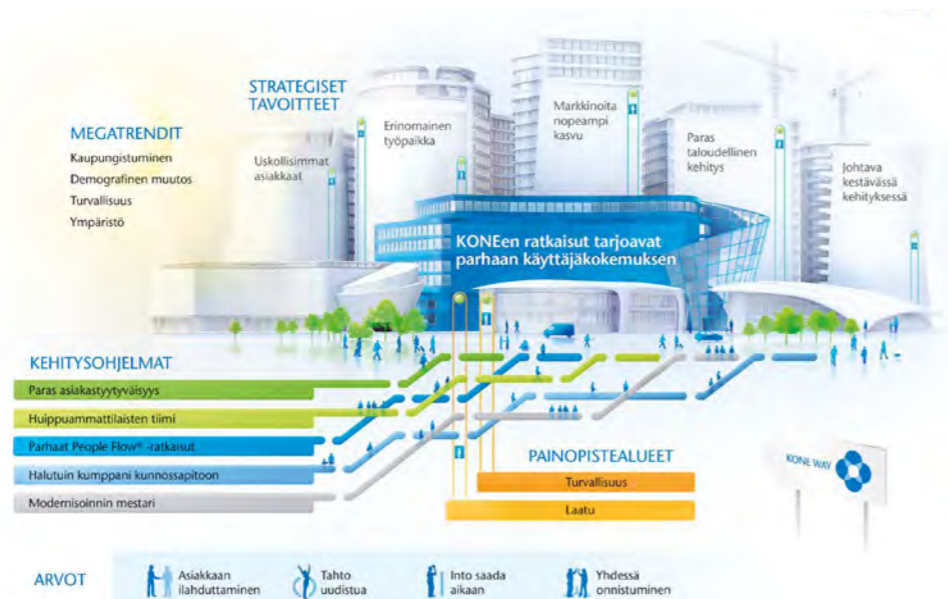 STRATEGISET
TAVOITTEET
MEGATRENDIT
Kaupungistuminen
Demografinen muutos
Turvallisuus
Ympäristö
Uskollisimmat
asiakkaat
Erinomainen
työpaikka
Markkinoita
nopeampi
kasvu
Paras
taloudellinen
kehitys
Johtava
kestävässä
kehityksessä
KONEen ratkaisut tarjoavat
parhaan käyttäjäkokemuksen
KEHITYSOHJELMAT
Paras asiakastyytyväisyys
Huippuammattilaisten tiimi
Parhaat People Flow® -ratkaisut
Halutuin kumppani kunnossapitoon
Modernisoinnin mestari
PAINOPISTEALUEET
Turvallisuus
Laatu
KONE WAY
ARVOT
Asiakkaan
ilahduttaminen
Tahto
uudistua
Into saada
aikaan
Yhdessä
onnistuminen